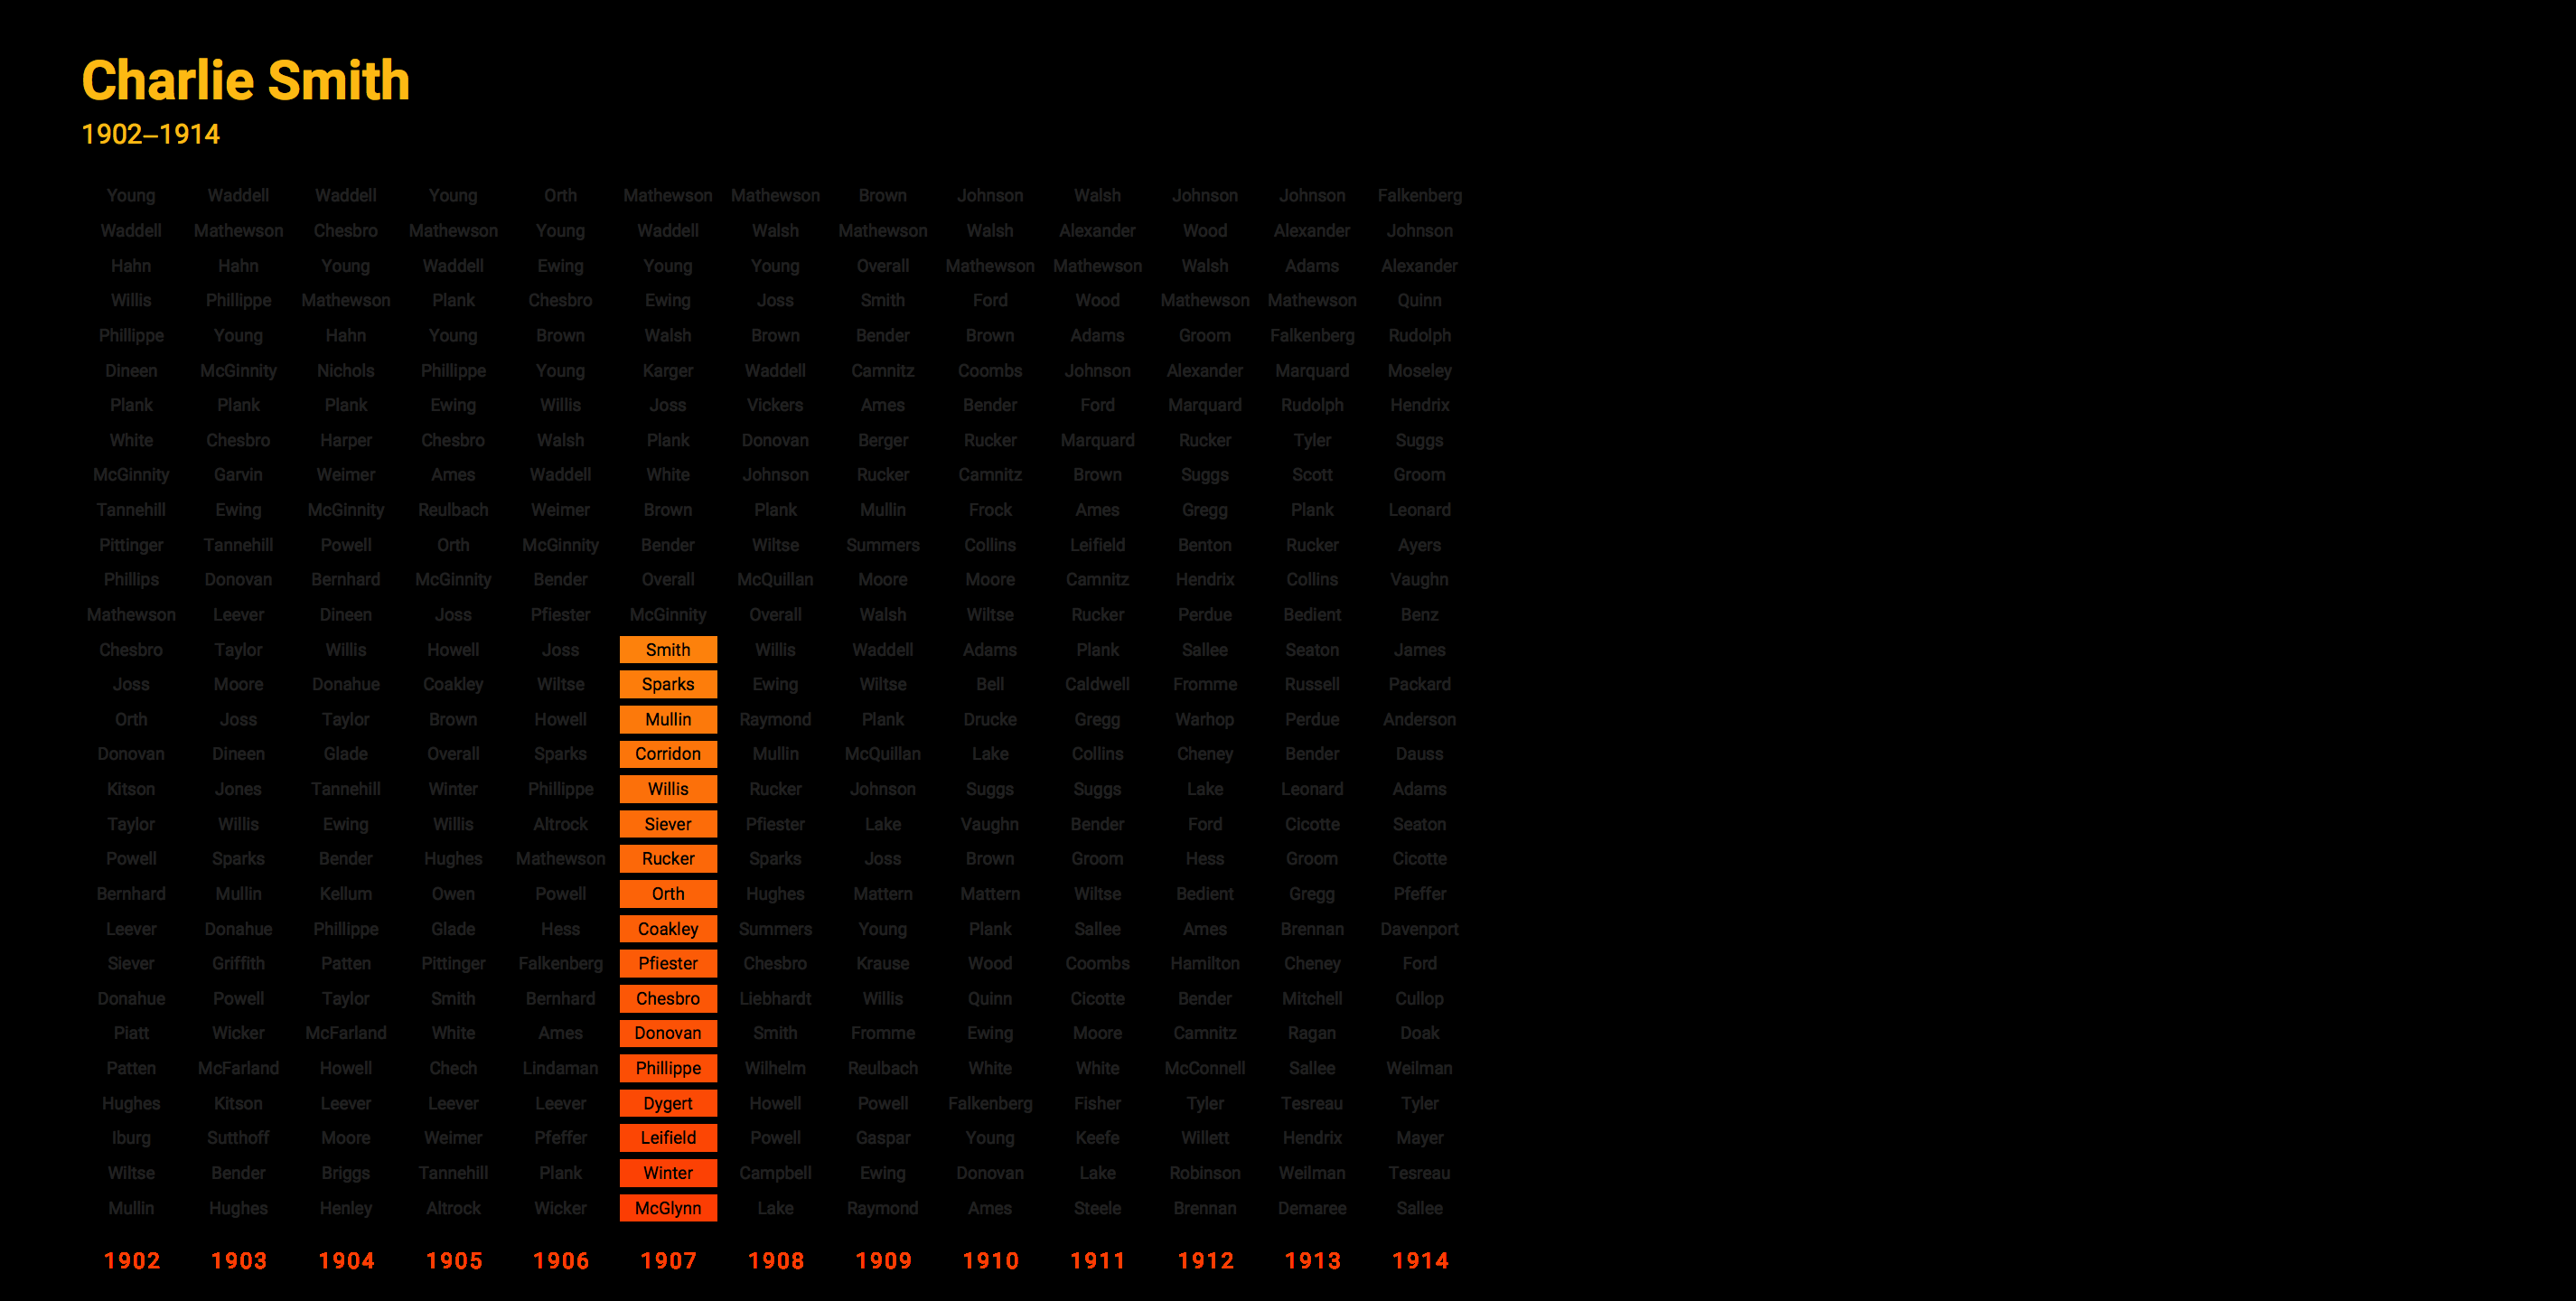 Charlie Smith
1902–1914
Young Waddell Waddell Young Orth Mathewson Mathewson Brown Johnson Walsh Johnson Johnson Falkenberg
Waddell Mathewson Chesbro Mathewson Young Waddell Walsh Mathewson Walsh Alexander Wood Alexander Johnson
Hahn Hahn Young Waddell Ewing Young Young Overall Mathewson Mathewson Walsh Adams Alexander
Willis Phillippe Mathewson Plank Chesbro Ewing Joss Smith Ford Wood Mathewson Mathewson Quinn
Phillippe Young Hahn Young Brown Walsh Brown Bender Brown Adams Groom Falkenberg Rudolph
Dineen McGinnity Nichols Phillippe Young Karger Waddell Camnitz Coombs Johnson Alexander Marquard Moseley
Plank Plank Plank Ewing Willis Joss Vickers Ames Bender Ford Marquard Rudolph Hendrix
White Chesbro Harper Chesbro Walsh Plank Donovan Berger Rucker Marquard Rucker Tyler Suggs
McGinnity Garvin Weimer Ames Waddell White Johnson Rucker Camnitz Brown Suggs Scott Groom
Tannehill Ewing McGinnity Reulbach Weimer Brown Plank Mullin Frock Ames Gregg Plank Leonard
Pittinger Tannehill Powell Orth McGinnity Bender Wiltse Summers Collins Leifield Benton Rucker Ayers
Phillips Donovan Bernhard McGinnity Bender Overall McQuillan Moore Moore Camnitz Hendrix Collins Vaughn
Mathewson Leever Dineen Joss Pfiester McGinnity Overall Walsh Wiltse Rucker Perdue Bedient Benz
Chesbro Taylor Willis Howell Joss Smith Willis Waddell Adams Plank Sallee Seaton James
Joss Moore Donahue Coakley Wiltse Sparks Ewing Wiltse Bell Caldwell Fromme Russell Packard
Orth Joss Taylor Brown Howell Mullin Raymond Plank Drucke Gregg Warhop Perdue Anderson
Donovan Dineen Glade Overall Sparks Corridon Mullin McQuillan Lake Collins Cheney Bender Dauss
Kitson Jones Tannehill Winter Phillippe Willis Rucker Johnson Suggs Suggs Lake Leonard Adams
Taylor Willis Ewing Willis Altrock Siever Pfiester Lake Vaughn Bender Ford Cicotte Seaton
Powell Sparks Bender Hughes Mathewson Rucker Sparks Joss Brown Groom Hess Groom Cicotte
Bernhard Mullin Kellum Owen Powell Orth Hughes Mattern Mattern Wiltse Bedient Gregg Pfeffer
Leever Donahue Phillippe Glade Hess Coakley Summers Young Plank Sallee Ames Brennan Davenport
Siever Griffith Patten Pittinger Falkenberg Pfiester Chesbro Krause Wood Coombs Hamilton Cheney Ford
Donahue Powell Taylor Smith Bernhard Chesbro Liebhardt Willis Quinn Cicotte Bender Mitchell Cullop
Piatt Wicker McFarland White Ames Donovan Smith Fromme Ewing Moore Camnitz Ragan Doak
Patten McFarland Howell Chech Lindaman Phillippe Wilhelm Reulbach White White McConnell Sallee Weilman
Hughes Kitson Leever Leever Leever Dygert Howell Powell Falkenberg Fisher Tyler Tesreau Tyler
Iburg Sutthoff Moore Weimer Pfeffer Leifield Powell Gaspar Young Keefe Willett Hendrix Mayer
Wiltse Bender Briggs Tannehill Plank Winter Campbell Ewing Donovan Lake Robinson Weilman Tesreau
Mullin Hughes Henley Altrock Wicker McGlynn Lake Raymond Ames Steele Brennan Demaree Sallee
1902 1903 1904 1905 1906 1907 1908 1909 1910 1911 1912 1913 1914